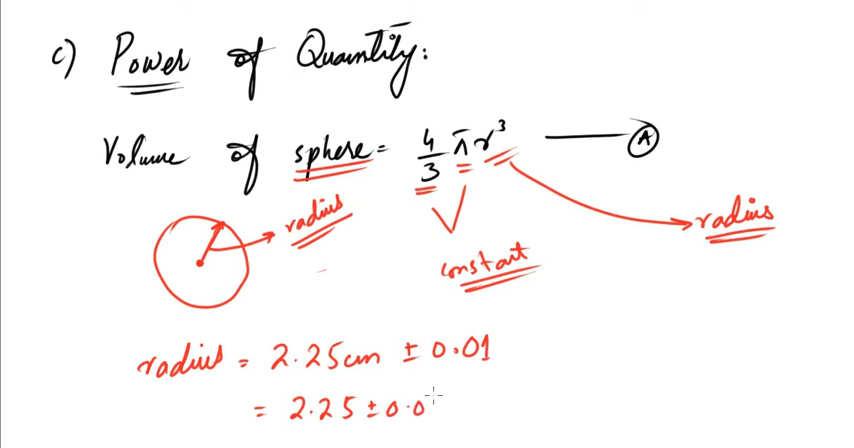 c) Power of Quantity:
Volume of sphere = 4/3 πr³ —— Ⓐ
radius
radius
constant
radius = 2.25cm ± 0.01
= 2.25 ± 0.0